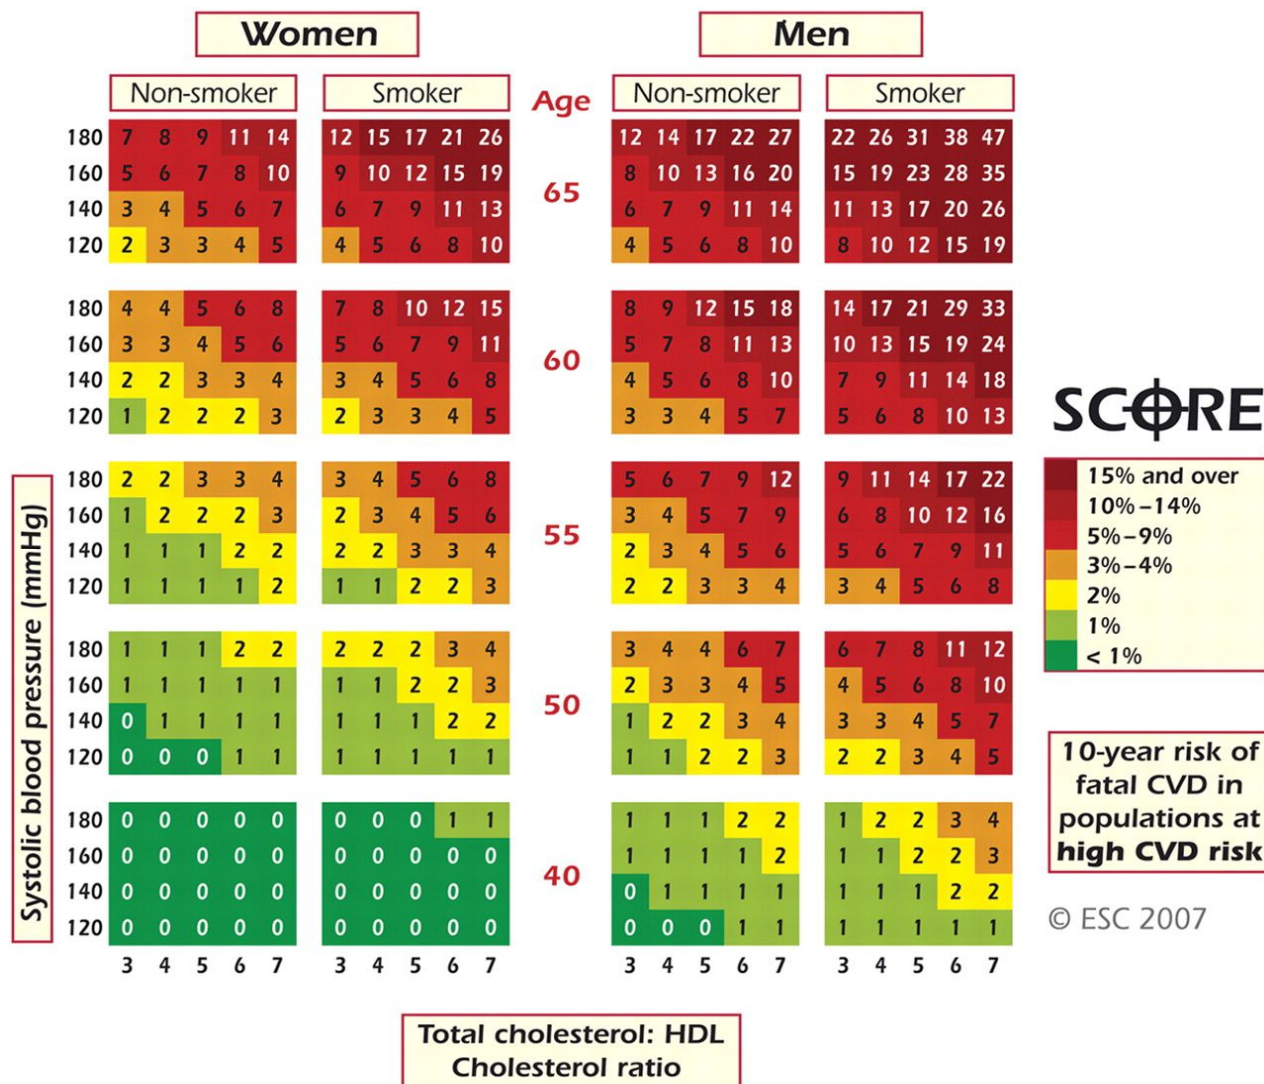 Women Men
Non-smoker Smoker Age Non-smoker Smoker
180 7 8 9 11 14 12 15 17 21 26 12 14 17 22 27 22 26 31 38 47
160 5 6 7 8 10 9 10 12 15 19 8 10 13 16 20 15 19 23 28 35
65
140 3 4 5 6 7 6 7 9 11 13 6 7 9 11 14 11 13 17 20 26
120 2 3 3 4 5 4 5 6 8 10 4 5 6 8 10 8 10 12 15 19
180 4 4 5 6 8 7 8 10 12 15 8 9 12 15 18 14 17 21 29 33
160 3 3 4 5 6 5 6 7 9 11 5 7 8 11 13 10 13 15 19 24
60
140 2 2 3 3 4 3 4 5 6 8 4 5 6 8 10 7 9 11 14 18
120 1 2 2 2 3 2 3 3 4 5 3 3 4 5 7 5 6 8 10 13
180 2 2 3 3 4 3 4 5 6 8 5 6 7 9 12 9 11 14 17 22
160 1 2 2 2 3 2 3 4 5 6 3 4 5 7 9 6 8 10 12 16
55
140 1 1 1 2 2 2 2 3 3 4 2 3 4 5 6 5 6 7 9 11
120 1 1 1 1 2 1 1 2 2 3 2 2 3 3 4 3 4 5 6 8
180 1 1 1 2 2 2 2 2 3 4 3 4 4 6 7 6 7 8 11 12
160 1 1 1 1 1 1 1 2 2 3 2 3 3 4 5 4 5 6 8 10
50
140 0 1 1 1 1 1 1 1 2 2 1 2 2 3 4 3 3 4 5 7
120 0 0 0 1 1 1 1 1 1 1 1 1 2 2 3 2 2 3 4 5
180 0 0 0 0 0 0 0 0 1 1 1 1 1 2 2 1 2 2 3 4
160 0 0 0 0 0 0 0 0 0 0 1 1 1 1 2 1 1 2 2 3
40
140 0 0 0 0 0 0 0 0 0 0 0 1 1 1 1 1 1 1 2 2
120 0 0 0 0 0 0 0 0 0 0 0 0 0 1 1 1 1 1 1 1
3 4 5 6 7 3 4 5 6 7 3 4 5 6 7 3 4 5 6 7
Systolic blood pressure (mmHg)
Total cholesterol: HDL
Cholesterol ratio
SCORE
15% and over
10%–14%
5%–9%
3%–4%
2%
1%
< 1%
10-year risk of
fatal CVD in
populations at
high CVD risk
© ESC 2007